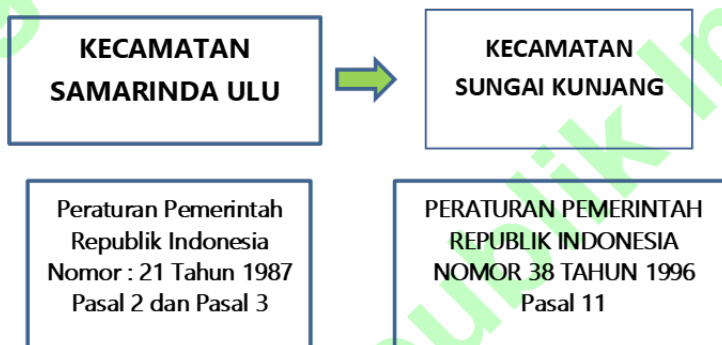 KECAMATAN
SAMARINDA ULU
KECAMATAN
SUNGAI KUNJANG
Peraturan Pemerintah
Republik Indonesia
Nomor : 21 Tahun 1987
Pasal 2 dan Pasal 3
PERATURAN PEMERINTAH
REPUBLIK INDONESIA
NOMOR 38 TAHUN 1996
Pasal 11